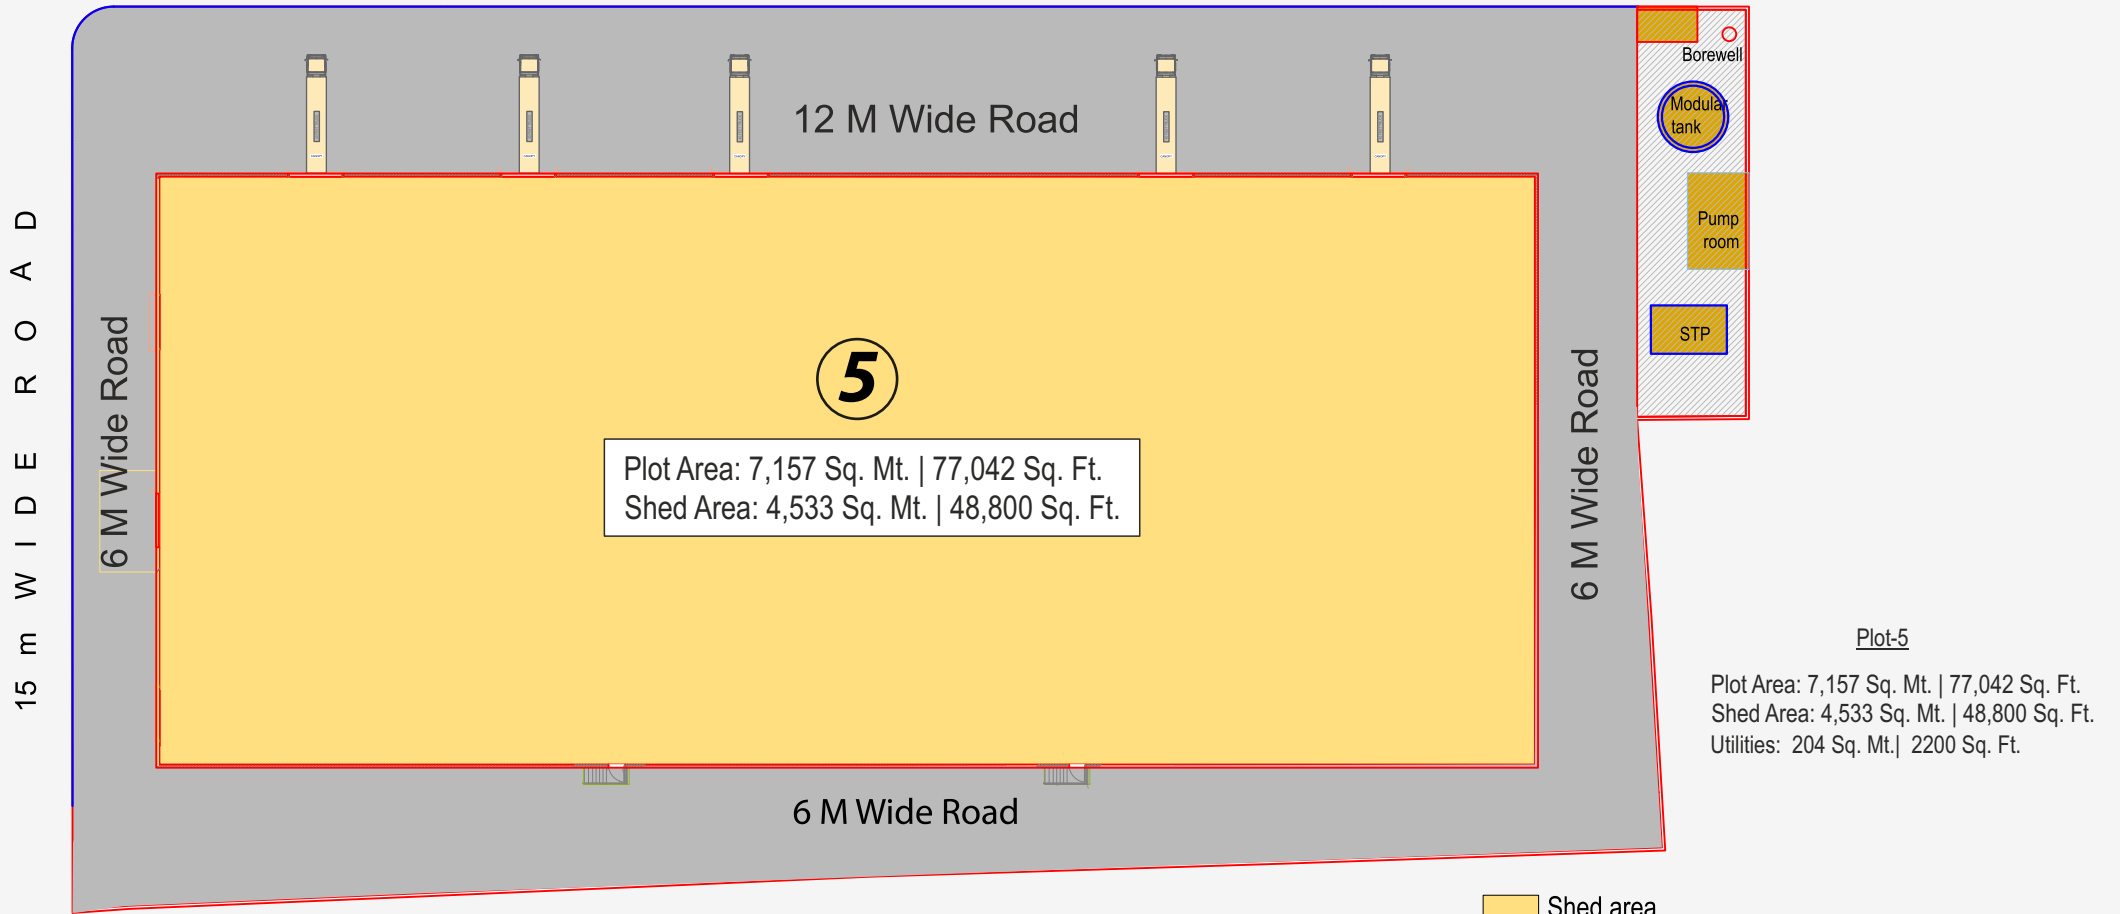 Borewell
Modular
tank
12 M Wide Road
Pump
room
STP
15 m WIDE ROAD
6 M Wide Road
5
Plot Area: 7,157 Sq. Mt. | 77,042 Sq. Ft.
Shed Area: 4,533 Sq. Mt. | 48,800 Sq. Ft.
6 M Wide Road
Plot-5
Plot Area: 7,157 Sq. Mt. | 77,042 Sq. Ft.
Shed Area: 4,533 Sq. Mt. | 48,800 Sq. Ft.
Utilities: 204 Sq. Mt.| 2200 Sq. Ft.
6 M Wide Road
Shed area